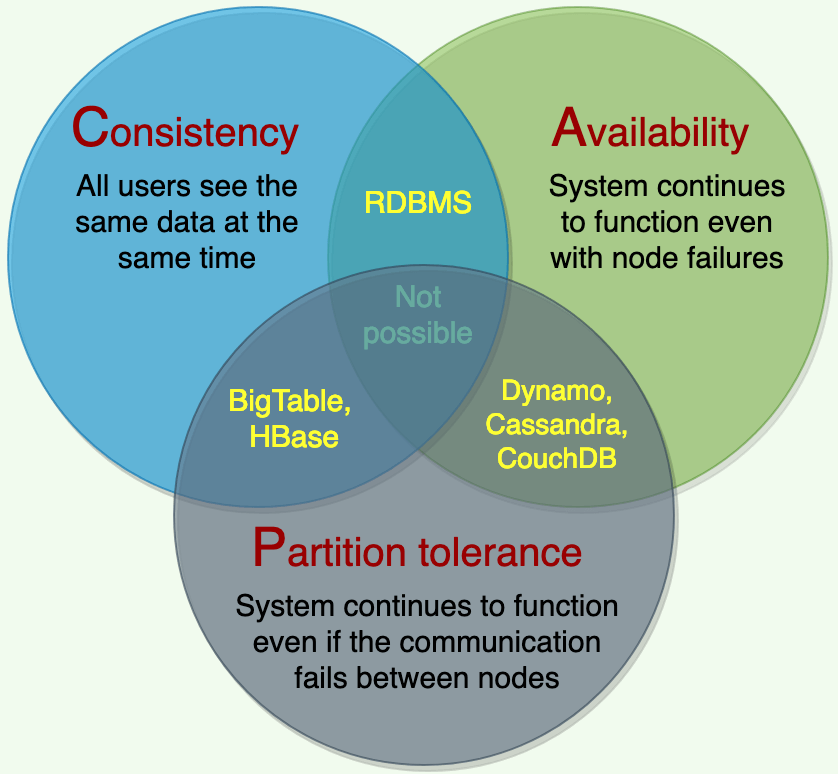 Consistency
All users see the
same data at the
same time
Availability
System continues
to function even
with node failures
RDBMS
Not
possible
BigTable,
HBase
Dynamo,
Cassandra,
CouchDB
Partition tolerance
System continues to function
even if the communication
fails between nodes